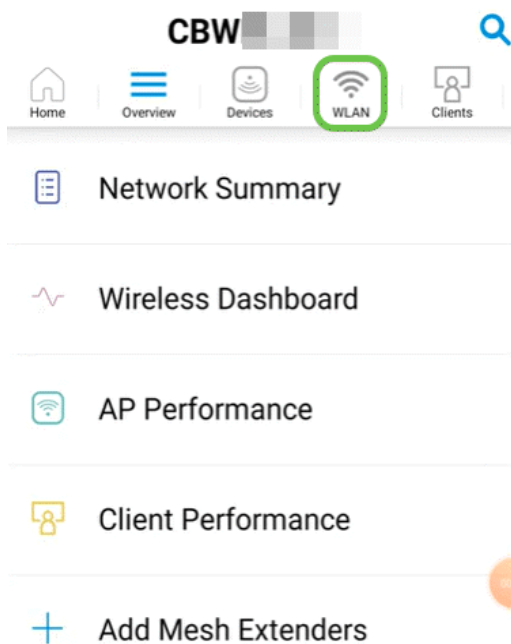 CBW
Home Overview Devices WLAN Clients
Network Summary
Wireless Dashboard
AP Performance
Client Performance
Add Mesh Extenders